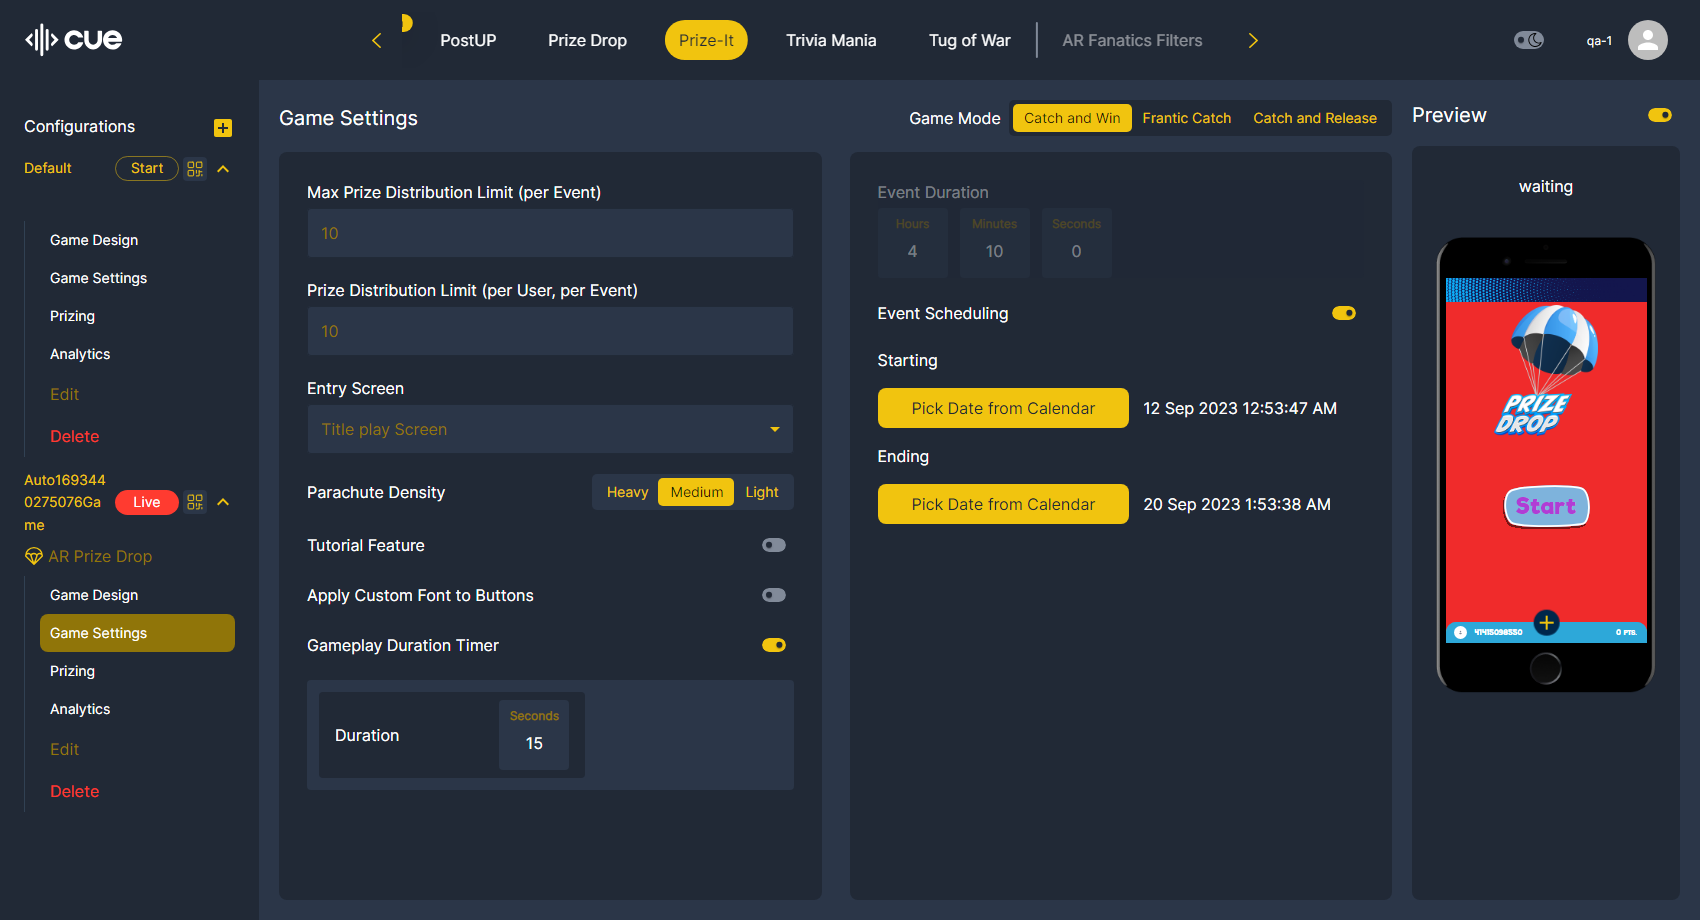 cue
PostUP
Prize Drop
Prize-It
Trivia Mania
Tug of War
AR Fanatics Filters
qa-1
Configurations
Default
Start
Game Design
Game Settings
Prizing
Analytics
Edit
Delete
Auto169344
0275076Ga
me
Live
AR Prize Drop
Game Design
Game Settings
Prizing
Analytics
Edit
Delete
Game Settings
Max Prize Distribution Limit (per Event)
10
Prize Distribution Limit (per User, per Event)
10
Entry Screen
Title play Screen
Parachute Density
Heavy
Medium
Light
Tutorial Feature
Apply Custom Font to Buttons
Gameplay Duration Timer
Duration
Seconds
15
Game Mode
Catch and Win
Frantic Catch
Catch and Release
Event Duration
Hours
4
Minutes
10
Seconds
0
Event Scheduling
Starting
Pick Date from Calendar
12 Sep 2023 12:53:47 AM
Ending
Pick Date from Calendar
20 Sep 2023 1:53:38 AM
Preview
waiting
PRIZE
DROP
Start
0 PTS.